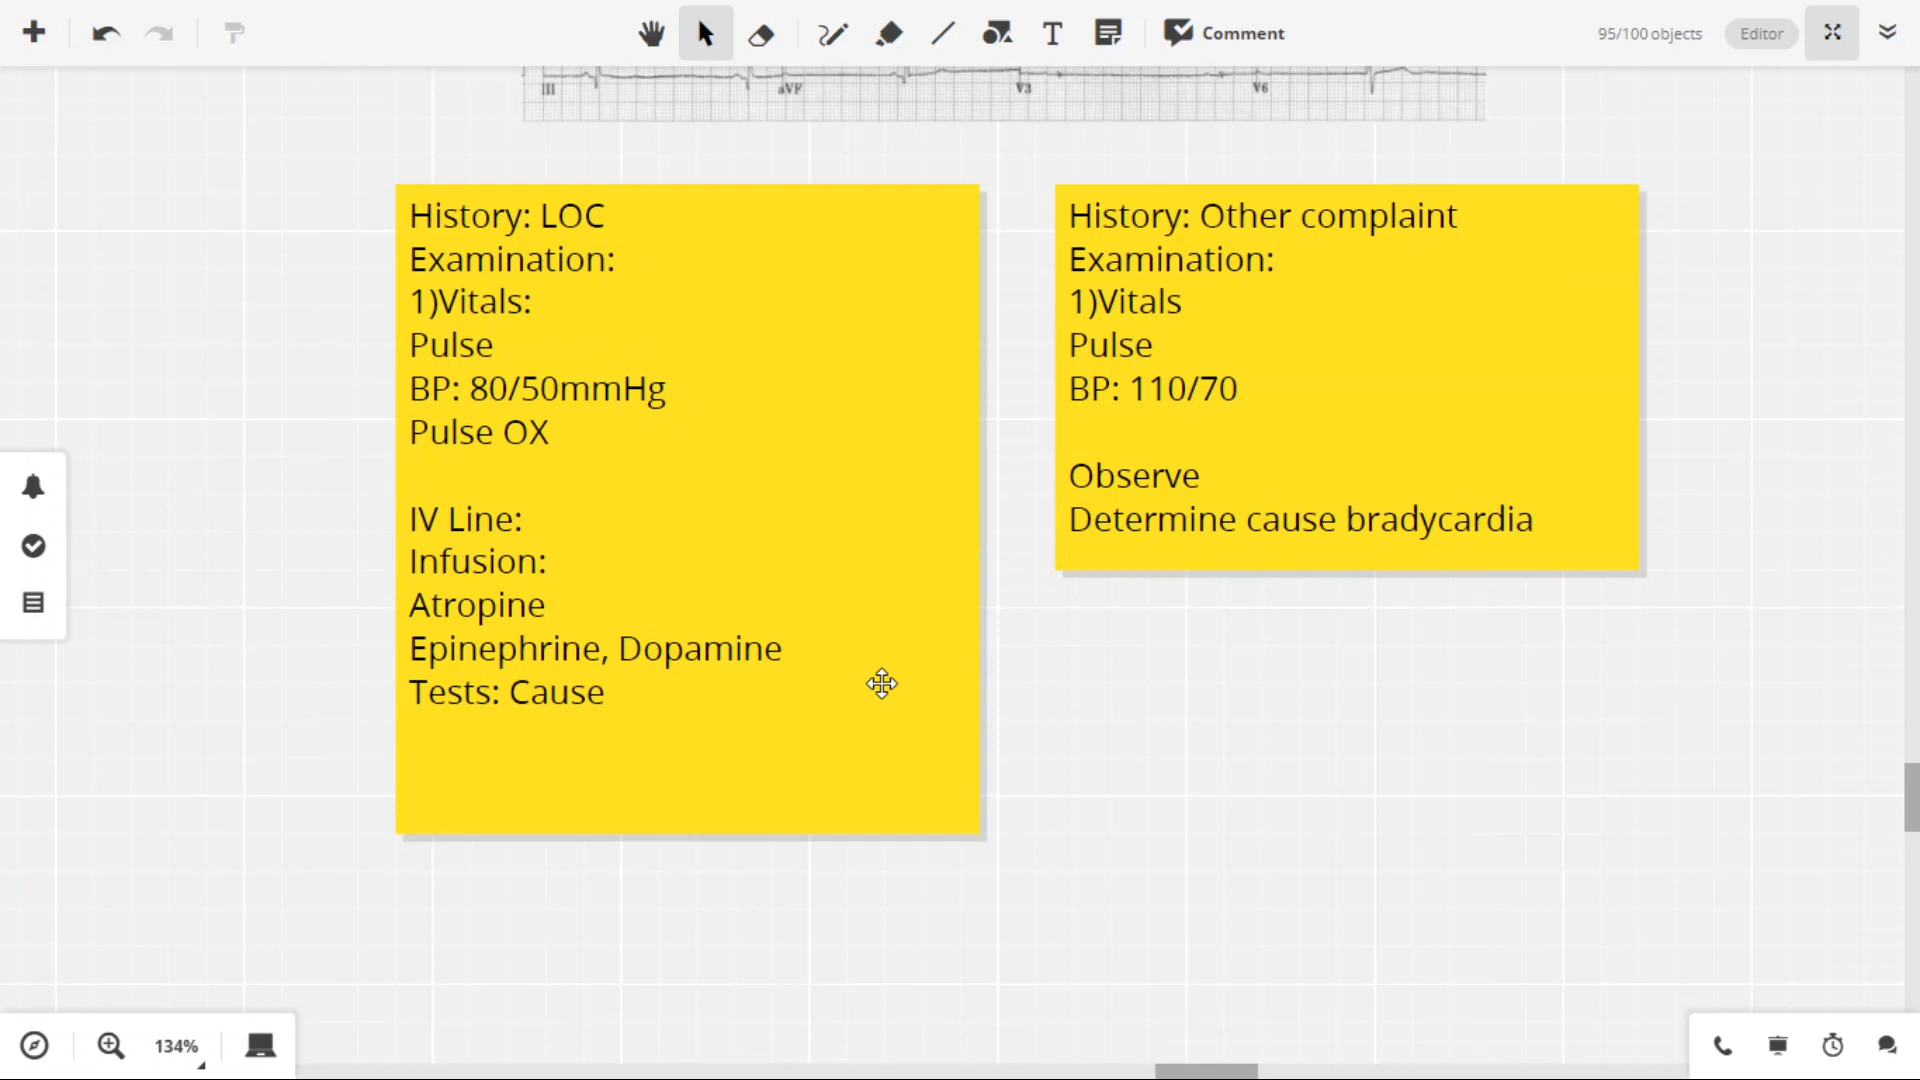 Comment
95/100 objects
Editor
III
aVF
V3
V6
History: LOC
Examination:
1)Vitals:
Pulse
BP: 80/50mmHg
Pulse OX
IV Line:
Infusion:
Atropine
Epinephrine, Dopamine
Tests: Cause
History: Other complaint
Examination:
1)Vitals
Pulse
BP: 110/70
Observe
Determine cause bradycardia
134%